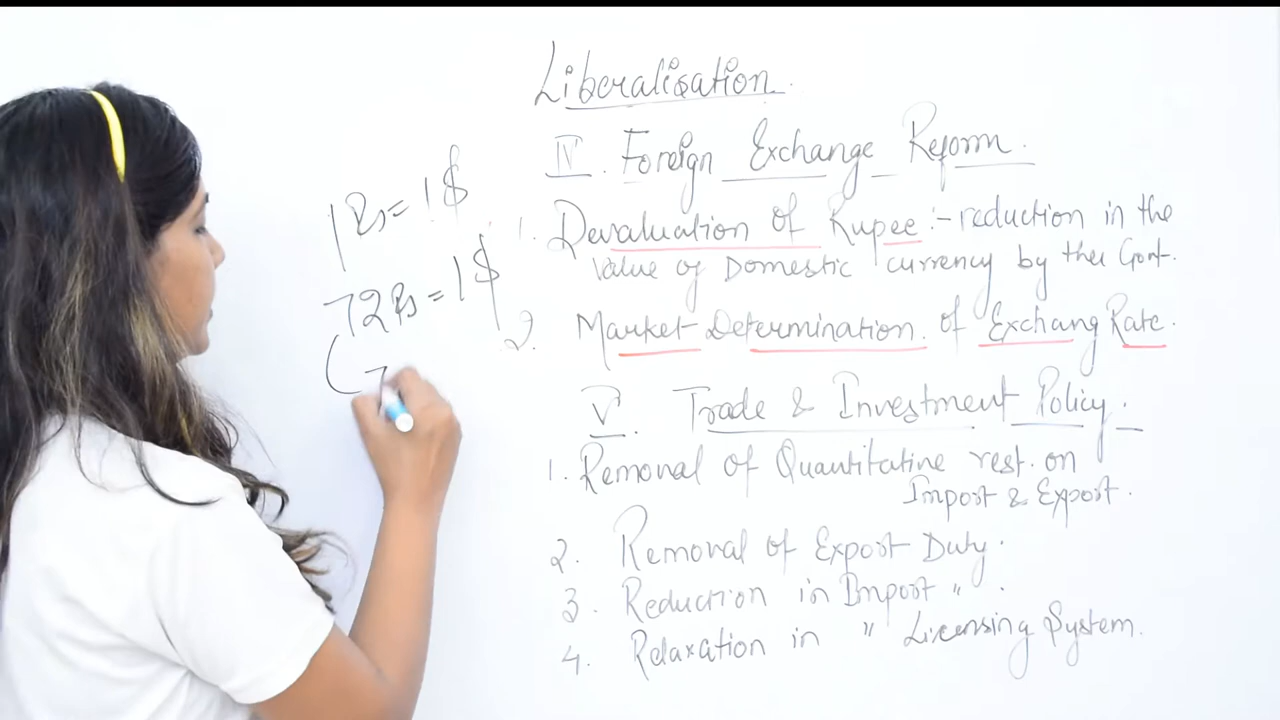 Liberalisation.
IV. Foreign Exchange Reform.
1 Rs = 1 $
72 Rs = 1 $
(7
1. Devaluation of Rupee :- reduction in the
Value of Domestic currency by the Govt.
2. Market Determination of Exchang Rate.
V. Trade & Investment Policy.
1. Removal of Quantitative rest. on
Import & Export.
2. Removal of Export Duty.
3. Reduction in Import " .
4. Relaxation in " Licensing System.